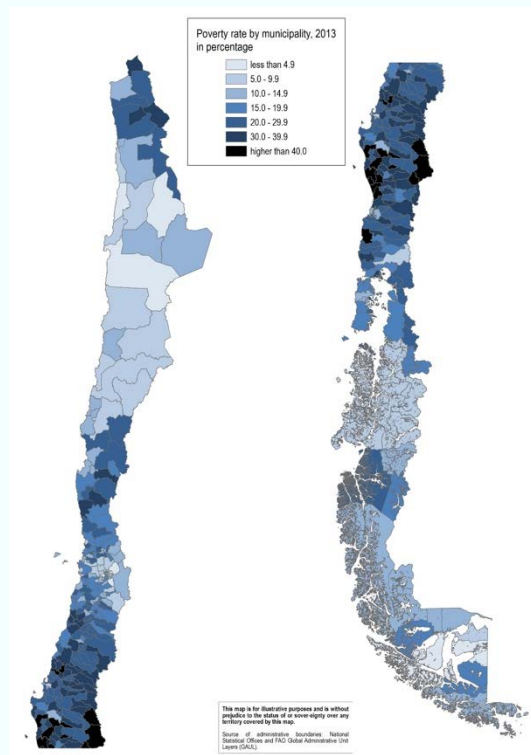 Poverty rate by municipality, 2013
in percentage
less than 4.9
5.0 - 9.9
10.0 - 14.9
15.0 - 19.9
20.0 - 29.9
30.0 - 39.9
higher than 40.0
This map is for illustrative purposes and is without
prejudice to the status of or sover-eignty over any
territory covered by this map.
Source of administrative boundaries: National
Statistical Offices and FAO Global Administrative Unit
Layers (GAUL).